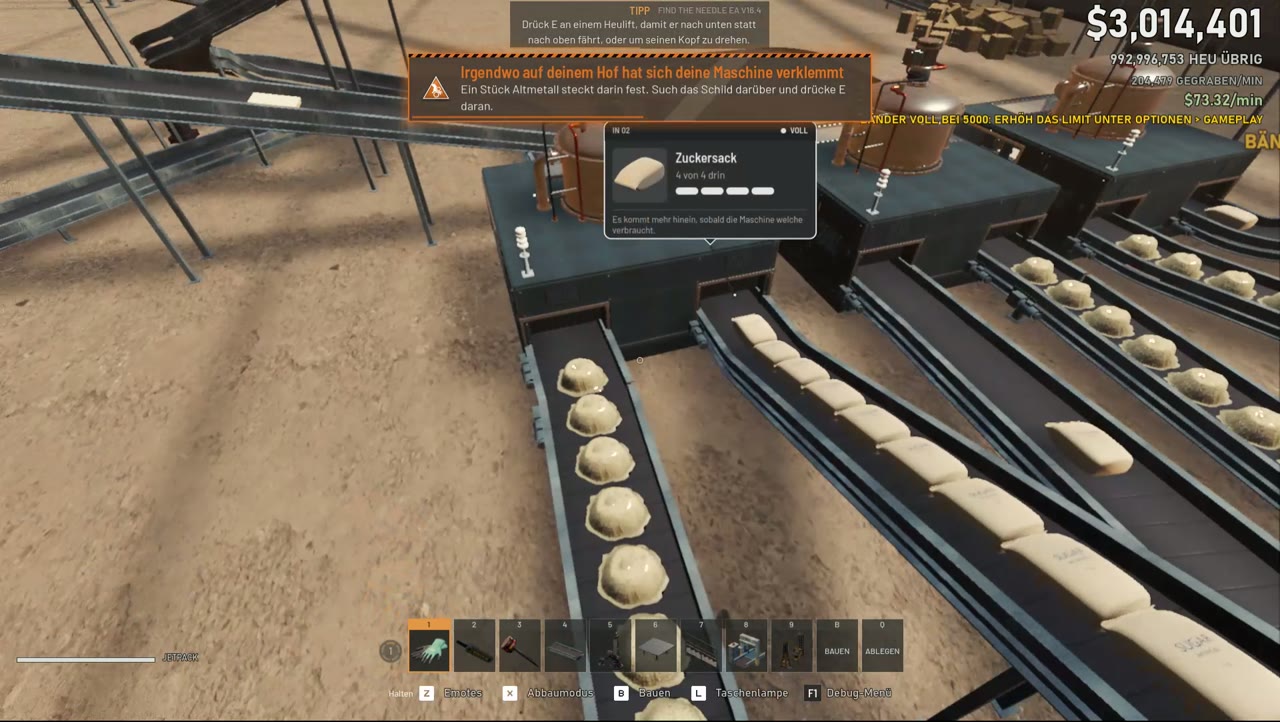 TIPP FIND THE NEEDLE EA V16.4
Drück E an einem Heulift, damit er nach unten statt
nach oben fährt, oder um seinen Kopf zu drehen.
$3,014,401
992,996,753 HEU ÜBRIG
204,479 GEGRABEN/MIN
$73.32/min
BÄNDER VOLL,BEI 5000: ERHÖH DAS LIMIT UNTER OPTIONEN > GAMEPLAY
BÄN
Irgendwo auf deinem Hof hat sich deine Maschine verklemmt
Ein Stück Altmetall steckt darin fest. Such das Schild darüber und drücke E
daran.
IN 02 VOLL
Zuckersack
4 von 4 drin
Es kommt mehr hinein, sobald die Maschine welche
verbraucht.
SUGAR
SUGAR
JETPACK
1
1 2 3 4 5 6 7 8 9 B 0
BAUEN ABLEGEN
Halten Z Emotes X Abbaumodus B Bauen L Taschenlampe F1 Debug-Menü